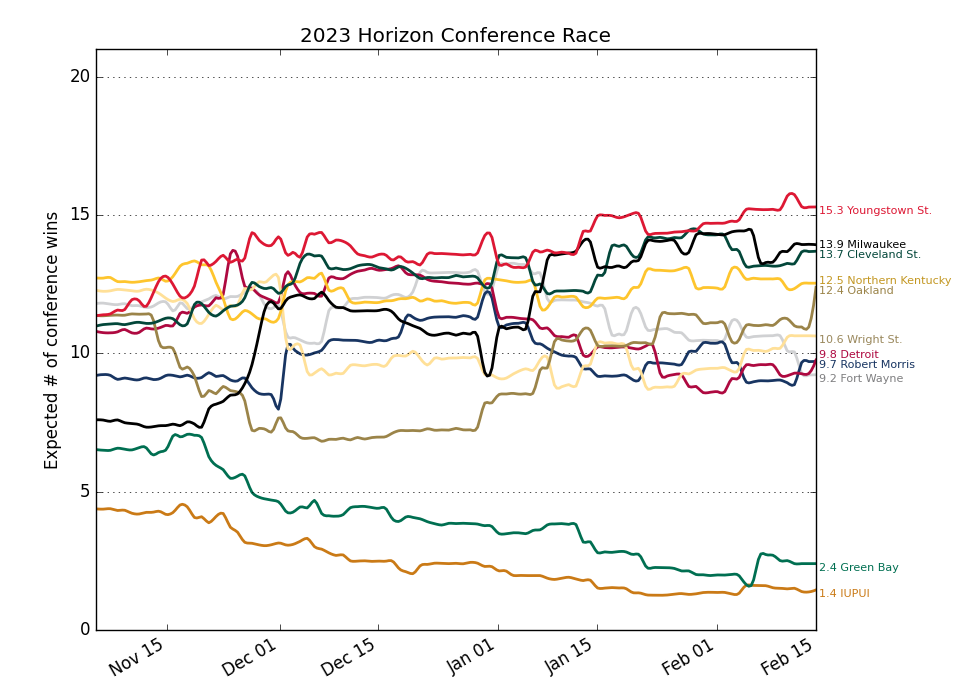 2023 Horizon Conference Race
Expected # of conference wins
20
15
10
5
0
15.3 Youngstown St.
13.9 Milwaukee
13.7 Cleveland St.
12.5 Northern Kentucky
12.4 Oakland
10.6 Wright St.
9.8 Detroit
9.7 Robert Morris
9.2 Fort Wayne
2.4 Green Bay
1.4 IUPUI
Nov 15
Dec 01
Dec 15
Jan 01
Jan 15
Feb 01
Feb 15